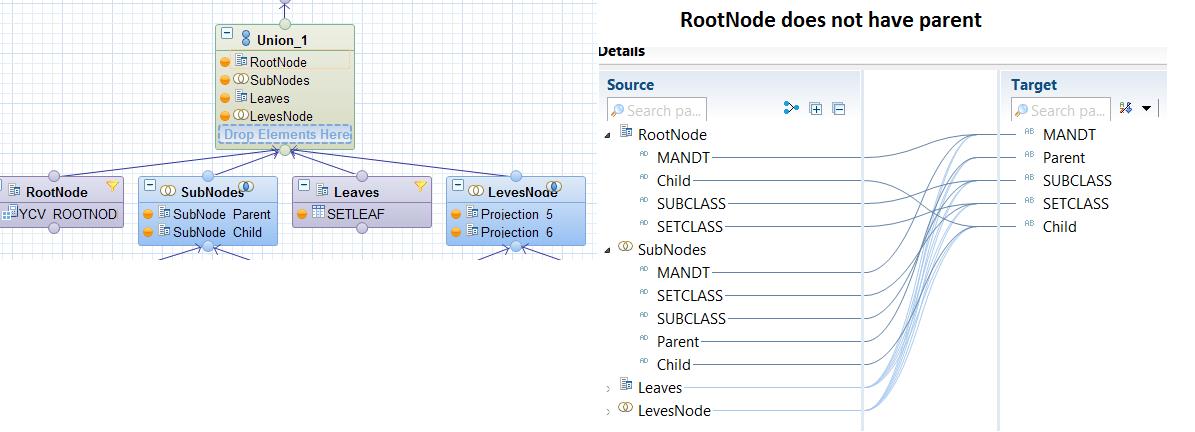 RootNode does not have parent
Union_1
RootNode
SubNodes
Leaves
LevesNode
Drop Elements Here
RootNode
YCV_ROOTNOD
SubNodes
SubNode_Parent
SubNode_Child
Leaves
SETLEAF
LevesNode
Projection_5
Projection_6
Details
Source
Search pa...
RootNode
MANDT
Child
SUBCLASS
SETCLASS
SubNodes
MANDT
SETCLASS
SUBCLASS
Parent
Child
Leaves
LevesNode
Target
Search pa...
MANDT
Parent
SUBCLASS
SETCLASS
Child